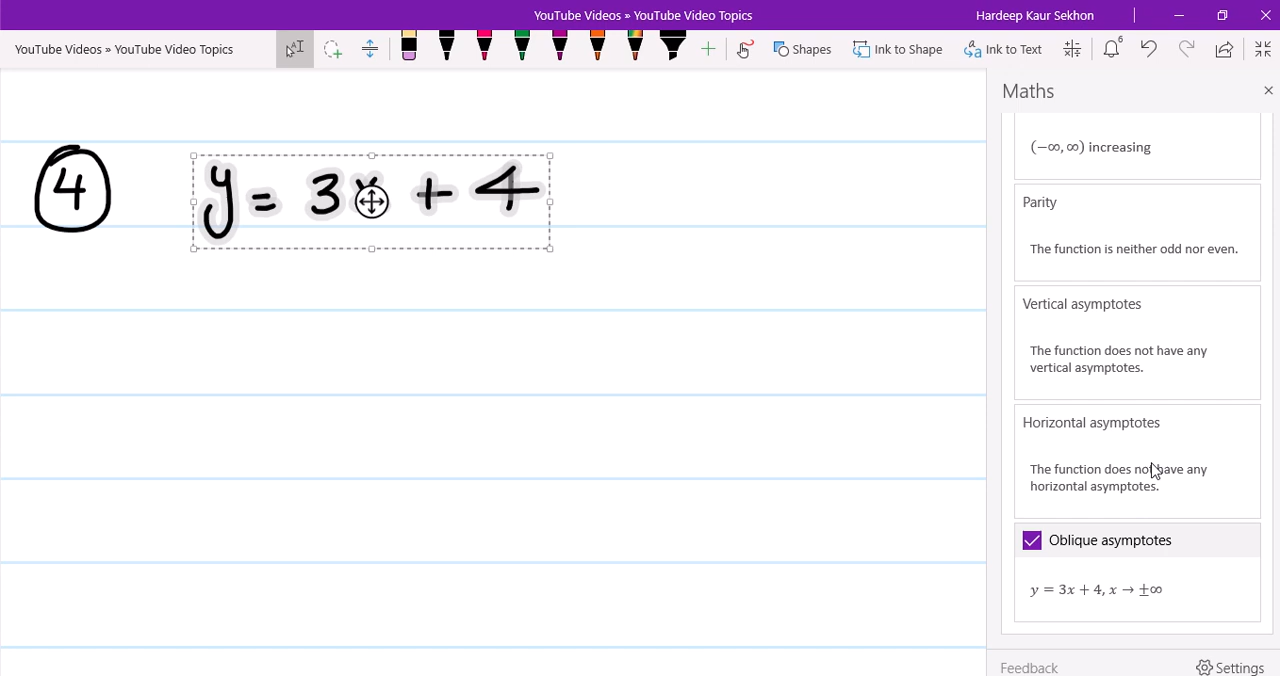 YouTube Videos » YouTube Video Topics
Hardeep Kaur Sekhon
YouTube Videos » YouTube Video Topics
Shapes
Ink to Shape
Ink to Text
6
Maths
(−∞, ∞) increasing
Parity
The function is neither odd nor even.
Vertical asymptotes
The function does not have any
vertical asymptotes.
Horizontal asymptotes
The function does not have any
horizontal asymptotes.
Oblique asymptotes
y = 3x + 4, x → ±∞
Feedback
Settings
4
y = 3x + 4